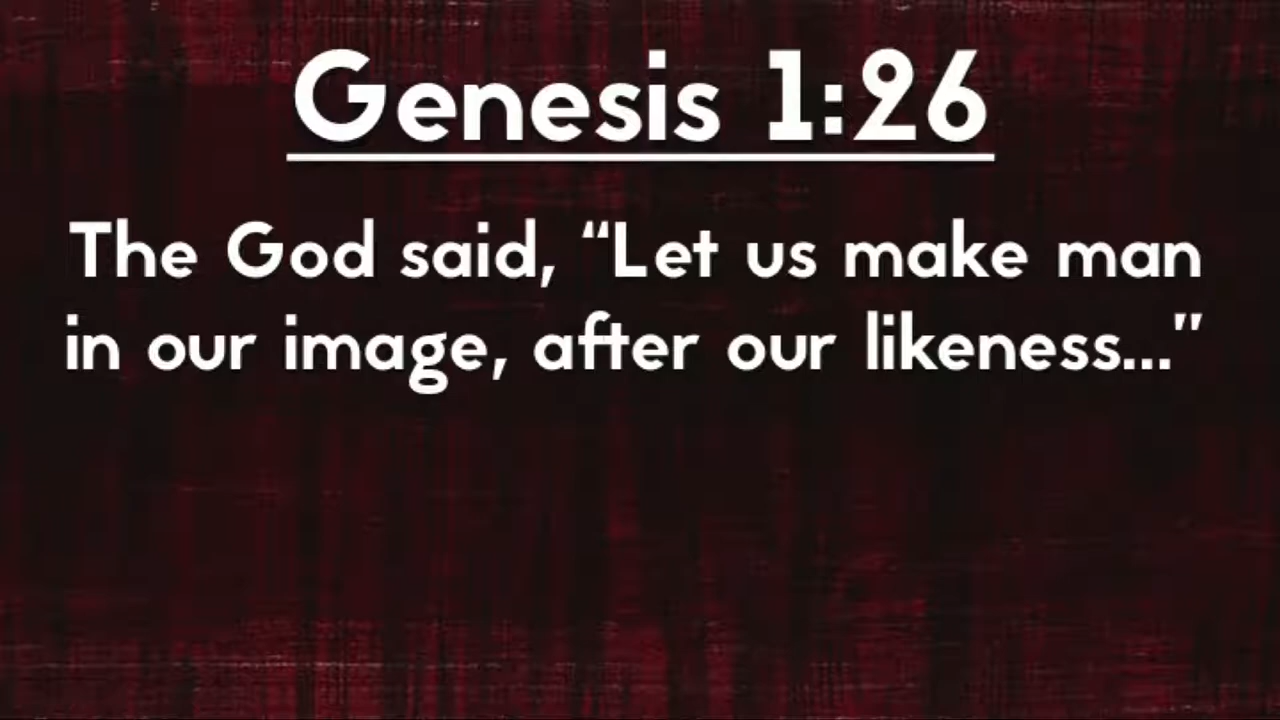 Genesis 1:26
The God said, “Let us make man
in our image, after our likeness...”